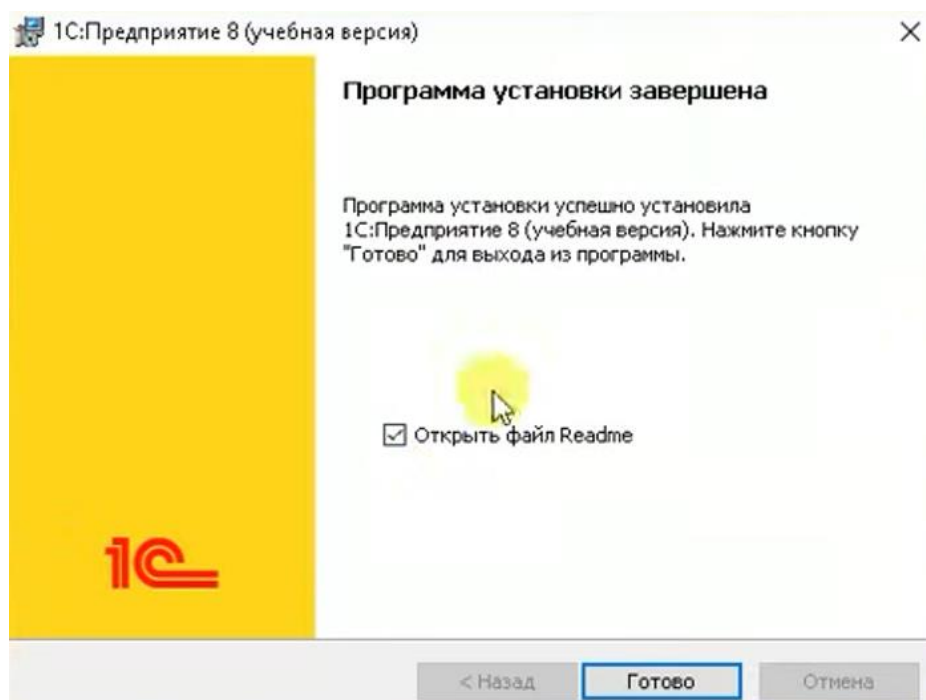 1С:Предприятие 8 (учебная версия)
Программа установки завершена
Программа установки успешно установила
1С:Предприятие 8 (учебная версия). Нажмите кнопку
"Готово" для выхода из программы.
Открыть файл Readme
1С
< Назад
Готово
Отмена